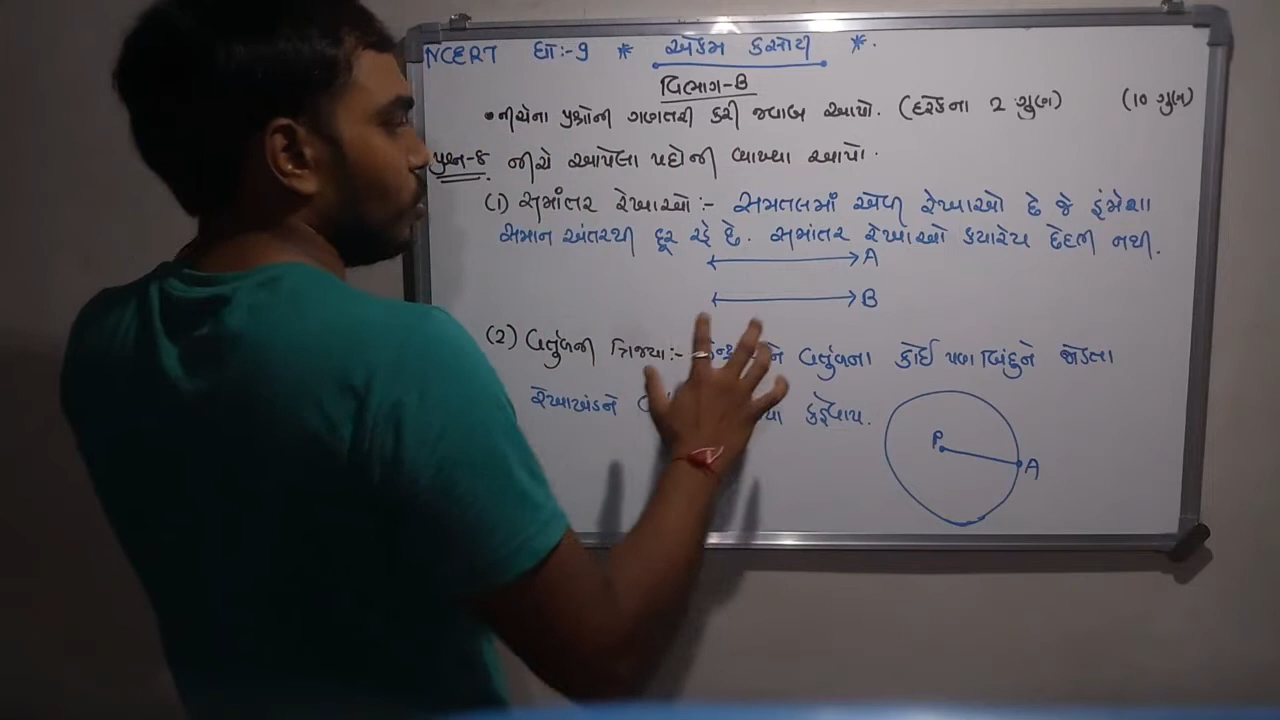 NCERT ધો:-9 * એકમ કસોટી *.
વિભાગ-B
•નીચેના પ્રશ્નોની ગણતરી કરી જવાબ આપો. (દરેકના 2 ગુણ) (10 ગુણ)
પ્રશ્ન-8 નીચે આપેલા પદોની વ્યાખ્યા આપો.
(1) સમાંતર રેખાઓ:- સમતલમાં એવી રેખાઓ છે જે હંમેશા
સમાન અંતરથી દૂર રહે છે. સમાંતર રેખાઓ ક્યારેય છેદતી નથી.
A
B
(2) વર્તુળની ત્રિજ્યા:- વર્તુળના કોઈ પણ બિંદુને જોડતા
રેખાખંડને કહેવાય.
P
A